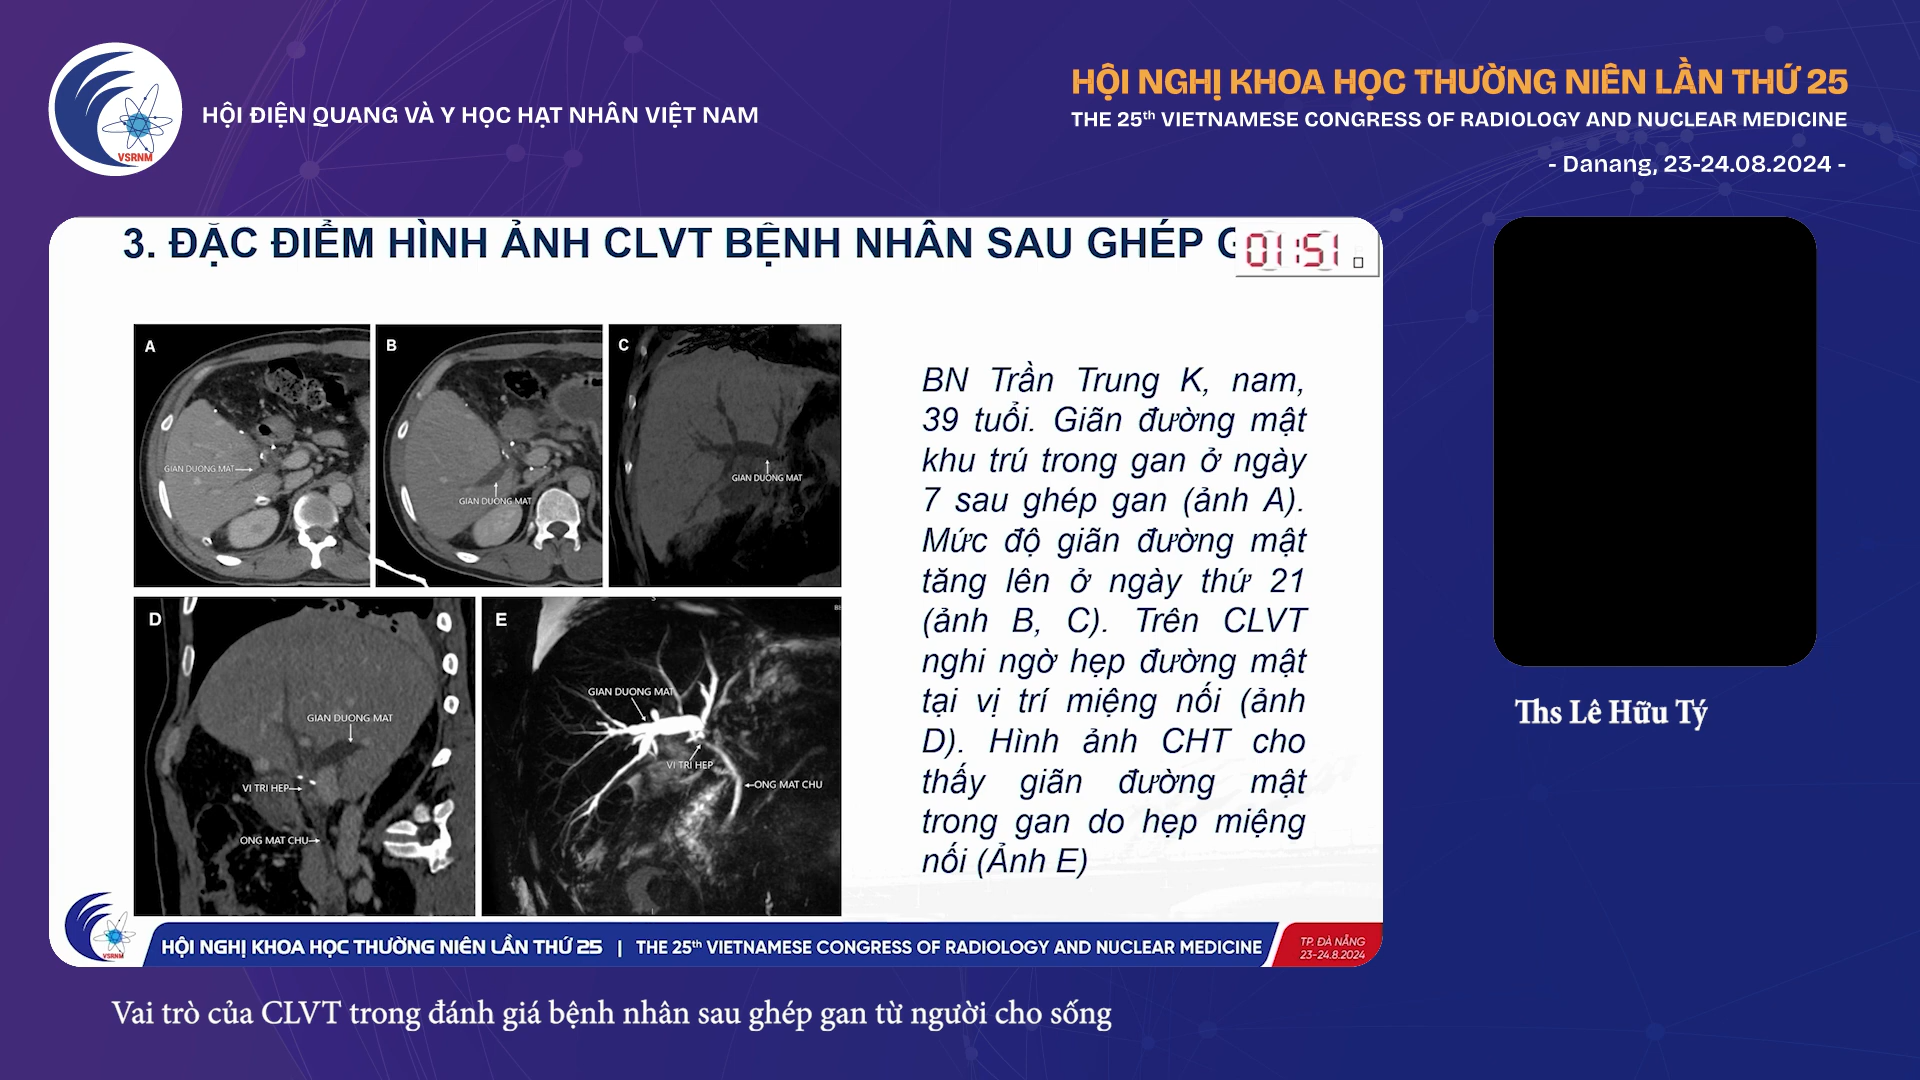 HỘI ĐIỆN QUANG VÀ Y HỌC HẠT NHÂN VIỆT NAM
VSRNM
HỘI NGHỊ KHOA HỌC THƯỜNG NIÊN LẦN THỨ 25
THE 25th VIETNAMESE CONGRESS OF RADIOLOGY AND NUCLEAR MEDICINE
- Danang, 23-24.08.2024 -
3. ĐẶC ĐIỂM HÌNH ẢNH CLVT BỆNH NHÂN SAU GHÉP
01:51
A
GIAN DUONG MAT
B
GIAN DUONG MAT
C
GIAN DUONG MAT
D
GIAN DUONG MAT
VI TRI HEP
ONG MAT CHU
E
GIAN DUONG MAT
VI TRI HEP
ONG MAT CHU
BN Trần Trung K, nam,
39 tuổi. Giãn đường mật
khu trú trong gan ở ngày
7 sau ghép gan (ảnh A).
Mức độ giãn đường mật
tăng lên ở ngày thứ 21
(ảnh B, C). Trên CLVT
nghi ngờ hẹp đường mật
tại vị trí miệng nối (ảnh
D). Hình ảnh CHT cho
thấy giãn đường mật
trong gan do hẹp miệng
nối (Ảnh E)
Ths Lê Hữu Tý
VSRNM
HỘI NGHỊ KHOA HỌC THƯỜNG NIÊN LẦN THỨ 25 | THE 25th VIETNAMESE CONGRESS OF RADIOLOGY AND NUCLEAR MEDICINE
TP. ĐÀ NẴNG
23-24.8.2024
Vai trò của CLVT trong đánh giá bệnh nhân sau ghép gan từ người cho sống